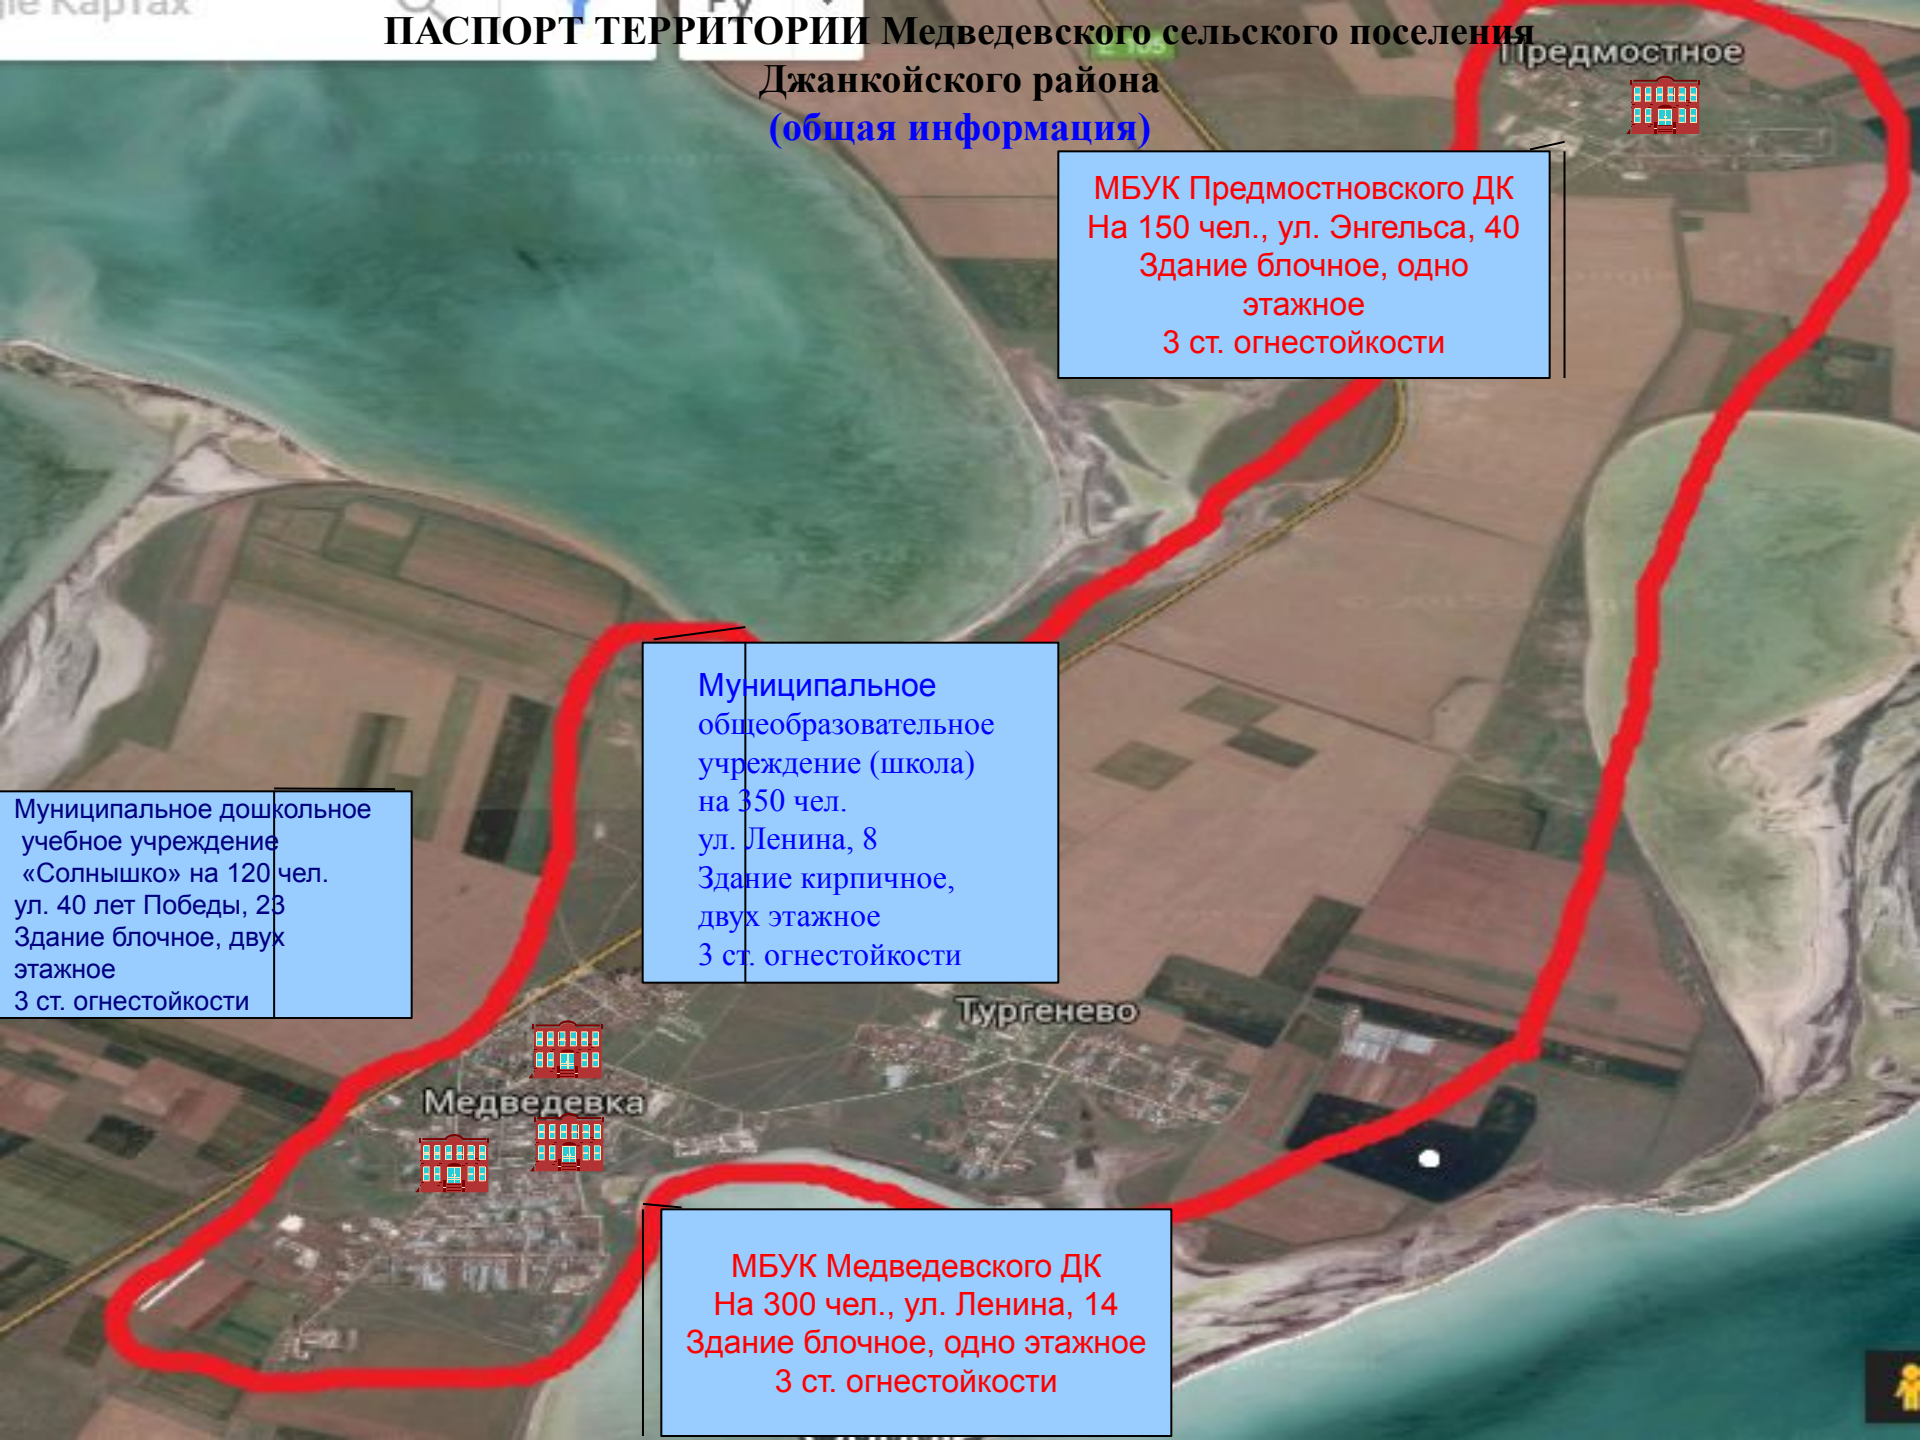 Картах
Ру
ПАСПОРТ ТЕРРИТОРИИ Медведевского сельского поселения
Джанкойского района
(общая информация)
Предмостное
МБУК Предмостновского ДК
На 150 чел., ул. Энгельса, 40
Здание блочное, одно
этажное
3 ст. огнестойкости
Муниципальное
общеобразовательное
учреждение (школа)
на 350 чел.
ул. Ленина, 8
Здание кирпичное,
двух этажное
3 ст. огнестойкости
Муниципальное дошкольное
учебное учреждение
«Солнышко» на 120 чел.
ул. 40 лет Победы, 23
Здание блочное, двух
этажное
3 ст. огнестойкости
Тургенево
Медведевка
МБУК Медведевского ДК
На 300 чел., ул. Ленина, 14
Здание блочное, одно этажное
3 ст. огнестойкости